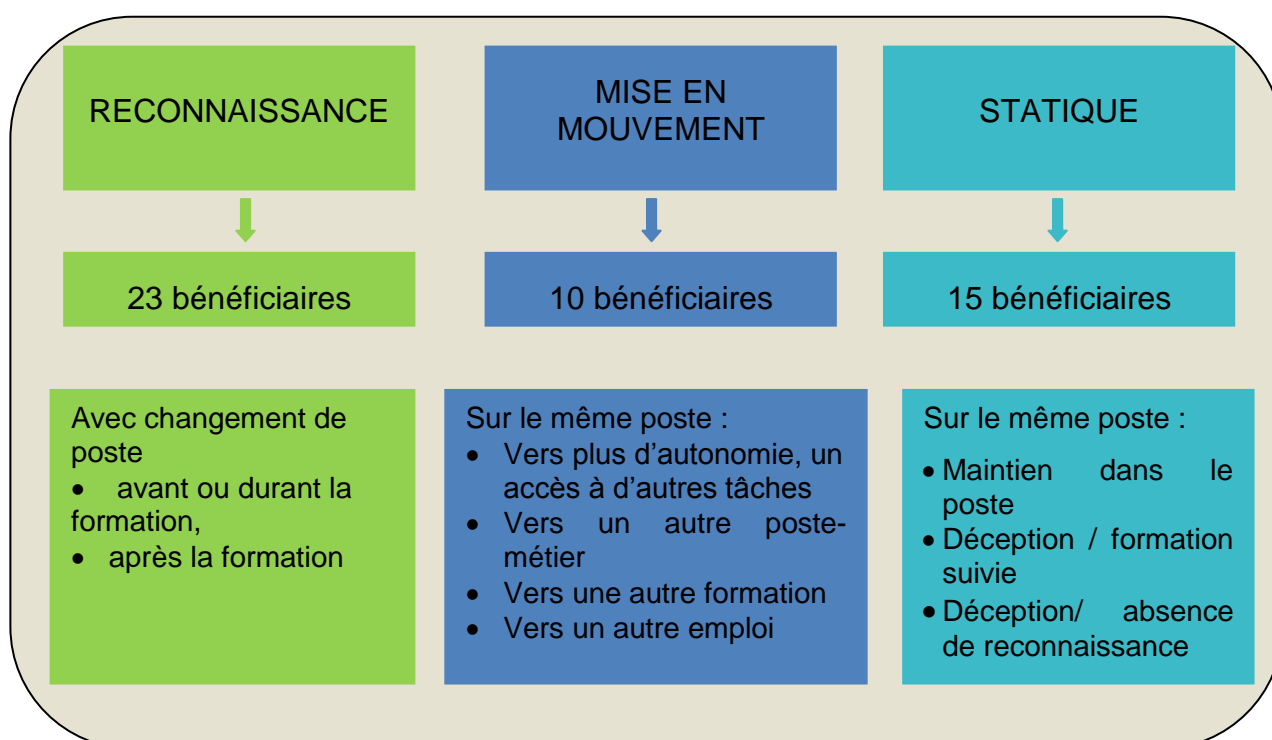 RECONNAISSANCE
MISE EN
MOUVEMENT
STATIQUE
23 bénéficiaires
10 bénéficiaires
15 bénéficiaires
Avec changement de
poste
• avant ou durant la
formation,
• après la formation
Sur le même poste :
• Vers plus d’autonomie, un
accès à d’autres tâches
• Vers un autre poste-
métier
• Vers une autre formation
• Vers un autre emploi
Sur le même poste :
• Maintien dans le
poste
• Déception / formation
suivie
• Déception/ absence
de reconnaissance